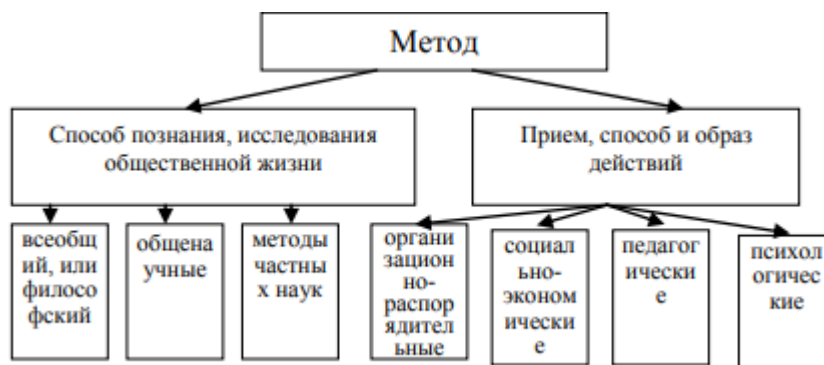 Метод
Способ познания, исследования
общественной жизни
Прием, способ и образ
действий
всеобщ
ий, или
филосо
фский
общена
учные
методы
частны
х наук
органи
зацион
но-
распор
ядител
ьные
социал
ьно-
эконом
ически
е
педагог
ически
е
психол
огичес
кие